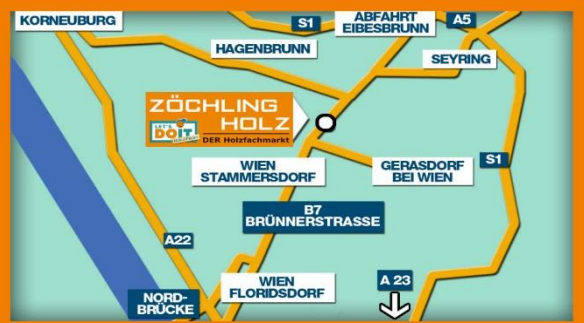 KORNEUBURG
S1
ABFAHRT
EIBESBRUNN
A5
HAGENBRUNN
SEYRING
ZÖCHLING
HOLZ
LET'S
DO IT
DER Holzfachmarkt
WIEN
STAMMERSDORF
GERASDORF
BEI WIEN
S1
B7
BRÜNNERSTRASSE
A22
WIEN
FLORIDSDORF
A 23
NORD-
BRÜCKE